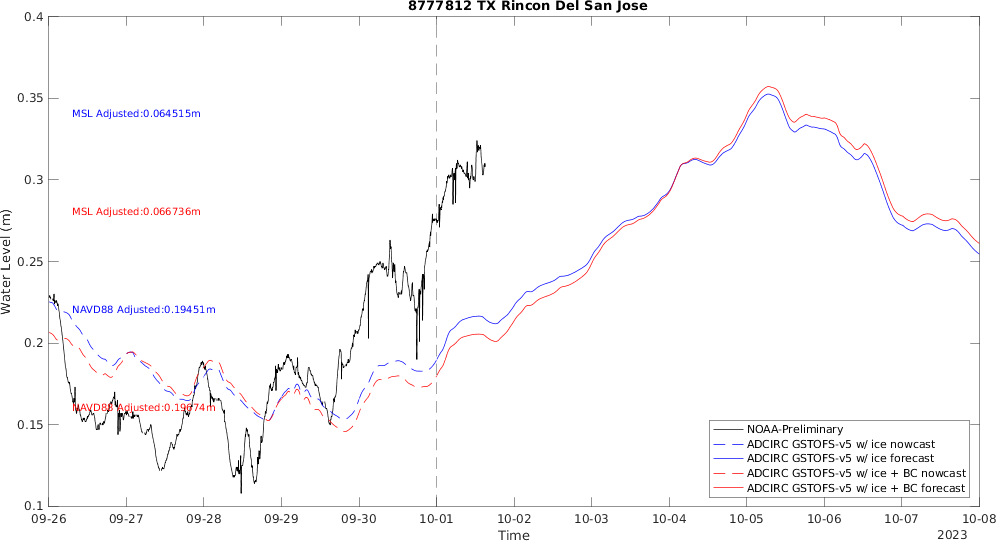 8777812 TX Rincon Del San Jose
0.4
0.35
0.3
0.25
0.2
0.15
0.1
Water Level (m)
MSL Adjusted:0.064515m
MSL Adjusted:0.066736m
NAVD88 Adjusted:0.19451m
NAVD88 Adjusted:0.19674m
NOAA-Preliminary
ADCIRC GSTOFS-v5 w/ ice nowcast
ADCIRC GSTOFS-v5 w/ ice forecast
ADCIRC GSTOFS-v5 w/ ice + BC nowcast
ADCIRC GSTOFS-v5 w/ ice + BC forecast
09-26 09-27 09-28 09-29 09-30 10-01 10-02 10-03 10-04 10-05 10-06 10-07 10-08
Time
2023